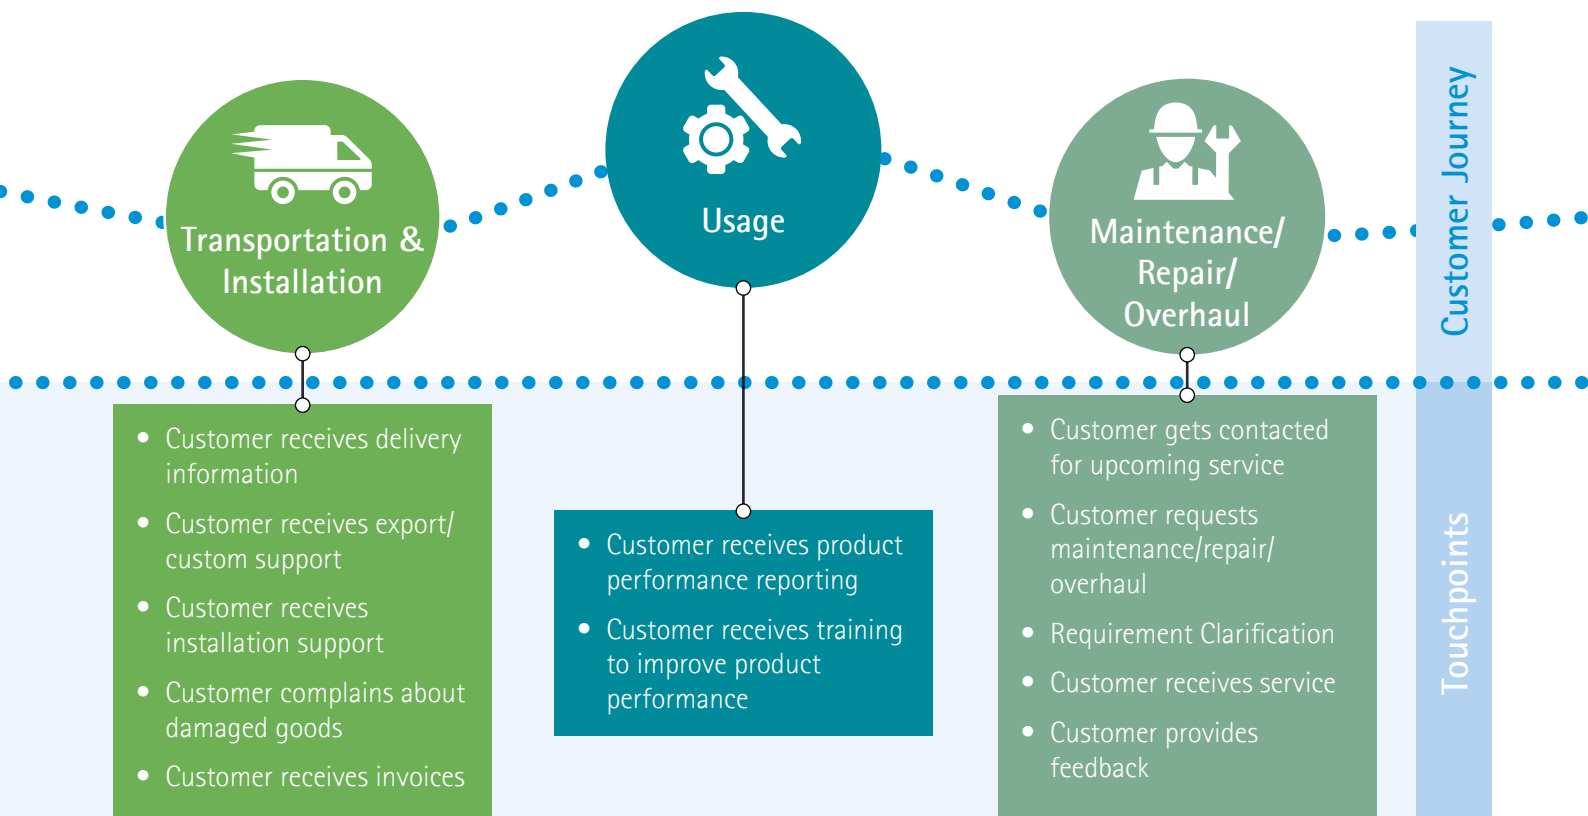 Transportation &
Installation
Usage
Maintenance/
Repair/
Overhaul
Customer Journey
• Customer receives delivery
information
• Customer receives export/
custom support
• Customer receives
installation support
• Customer complains about
damaged goods
• Customer receives invoices
• Customer receives product
performance reporting
• Customer receives training
to improve product
performance
• Customer gets contacted
for upcoming service
• Customer requests
maintenance/repair/
overhaul
• Requirement Clarification
• Customer receives service
• Customer provides
feedback
Touchpoints